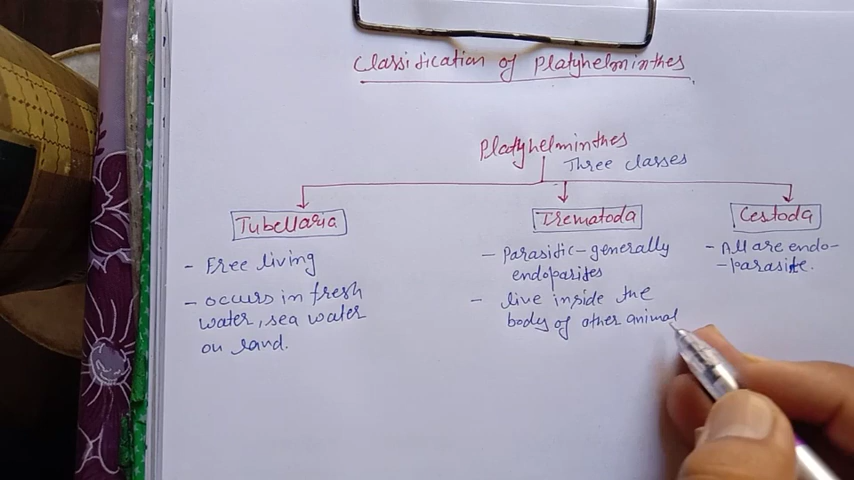 Classification of Platyhelminthes
Platyhelminthes
Three classes
Tubellaria
- Free living
- occurs in fresh
water, sea water
on land.
Trematoda
- Parasitic-generally
endoparites
- live inside the
body of other animal
Cestoda
- All are endo-
-parasite.